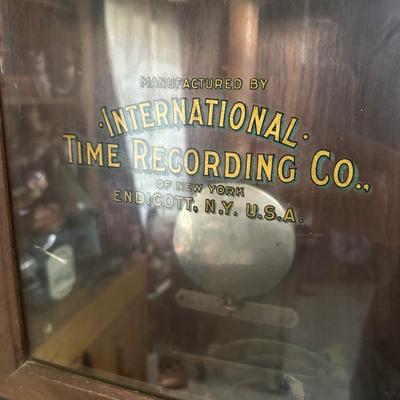 MANUFACTURED BY
·INTERNATIONAL·
TIME RECORDING CO.,
OF NEW YORK
ENDICOTT, N.Y. U.S.A.